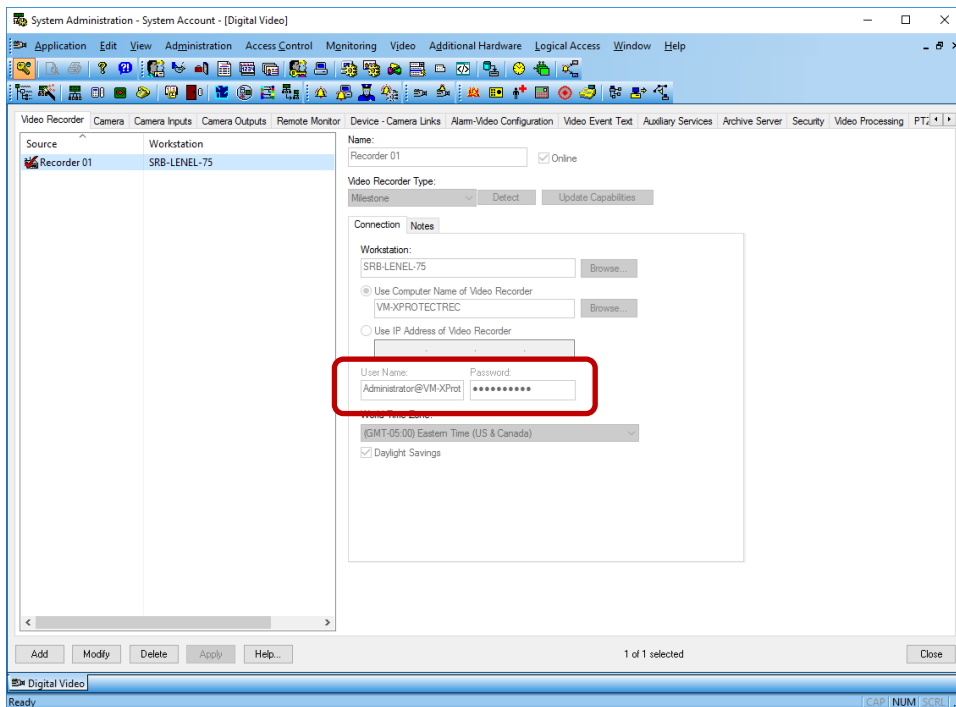 System Administration - System Account - [Digital Video]
Application Edit View Administration Access Control Monitoring Video Additional Hardware Logical Access Window Help
Video Recorder Camera Camera Inputs Camera Outputs Remote Monitor Device - Camera Links Alarm-Video Configuration Video Event Text Auxiliary Services Archive Server Security Video Processing PTZ
Source Workstation
Recorder 01 SRB-LENEL-75
Name:
Recorder 01 Online
Video Recorder Type:
Milestone Detect Update Capabilities
Connection Notes
Workstation:
SRB-LENEL-75 Browse...
Use Computer Name of Video Recorder
VM-XPROTECTREC Browse...
Use IP Address of Video Recorder
User Name: Password:
Administrator@VM-XProt ●●●●●●●●●●
World Time Zone:
(GMT-05:00) Eastern Time (US & Canada)
Daylight Savings
Add Modify Delete Apply Help... 1 of 1 selected Close
Digital Video
Ready CAP NUM SCRL